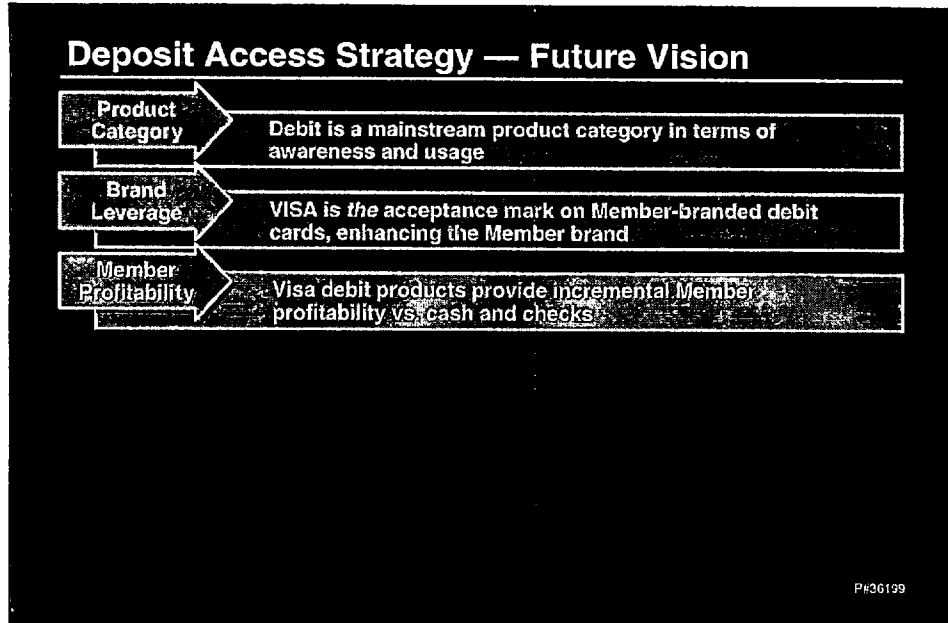 Deposit Access Strategy — Future Vision
Product
Category
Debit is a mainstream product category in terms of
awareness and usage
Brand
Leverage
VISA is the acceptance mark on Member-branded debit
cards, enhancing the Member brand
Member
Profitability
Visa debit products provide incremental Member
profitability vs. cash and checks
P#36199